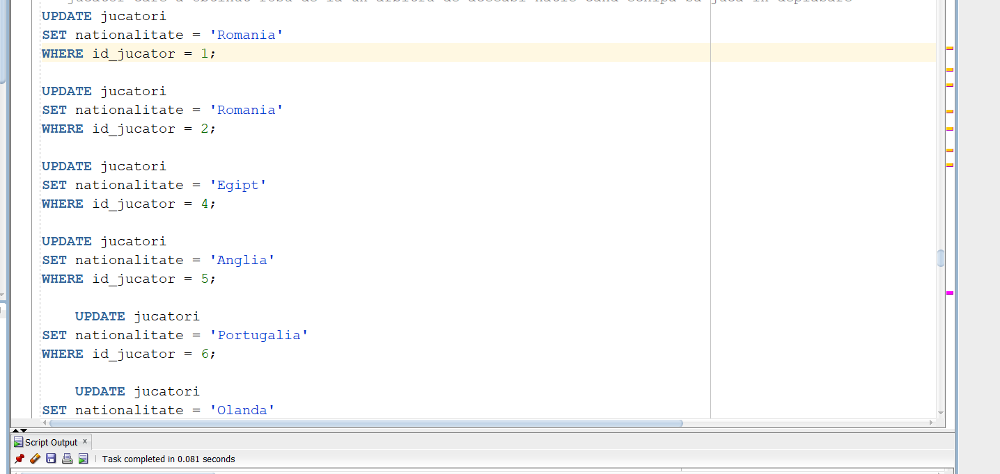 UPDATE jucatori
SET nationalitate = 'Romania'
WHERE id_jucator = 1;
UPDATE jucatori
SET nationalitate = 'Romania'
WHERE id_jucator = 2;
UPDATE jucatori
SET nationalitate = 'Egipt'
WHERE id_jucator = 4;
UPDATE jucatori
SET nationalitate = 'Anglia'
WHERE id_jucator = 5;
UPDATE jucatori
SET nationalitate = 'Portugalia'
WHERE id_jucator = 6;
UPDATE jucatori
SET nationalitate = 'Olanda'
Script Output x
Task completed in 0.081 seconds